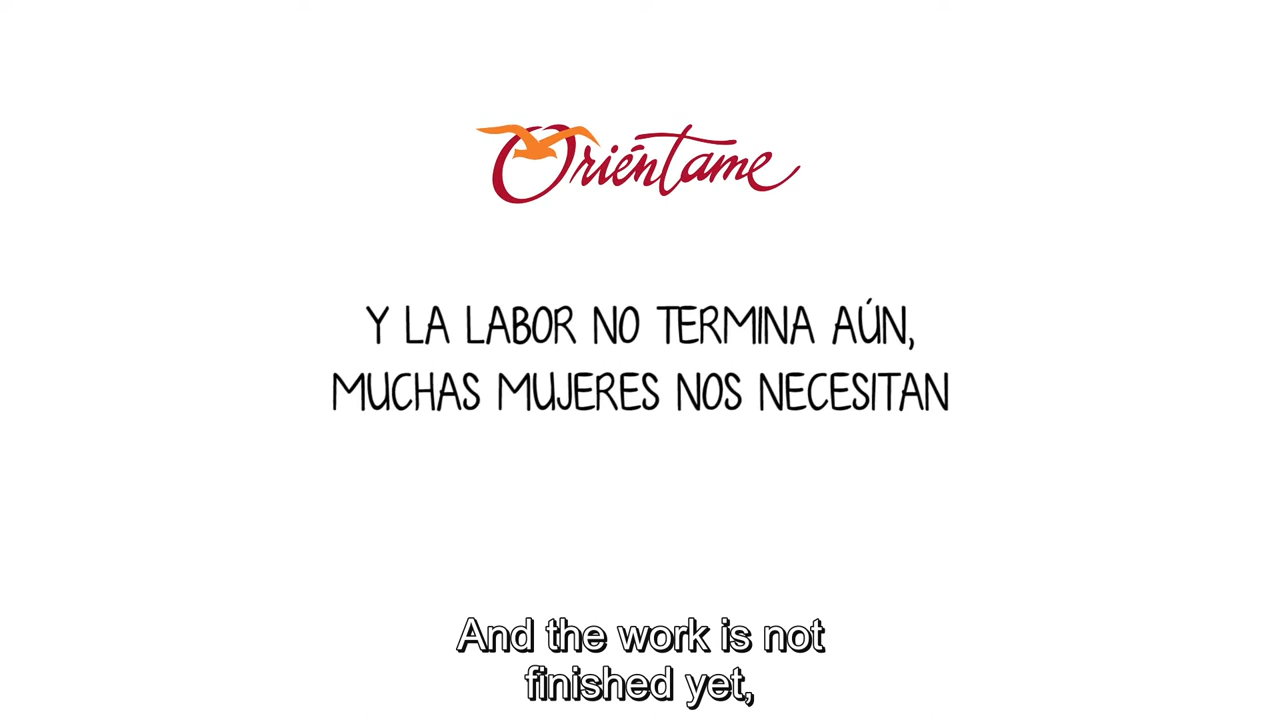 Oriéntame
Y LA LABOR NO TERMINA AÚN,
MUCHAS MUJERES NOS NECESITAN
And the work is not
finished yet,